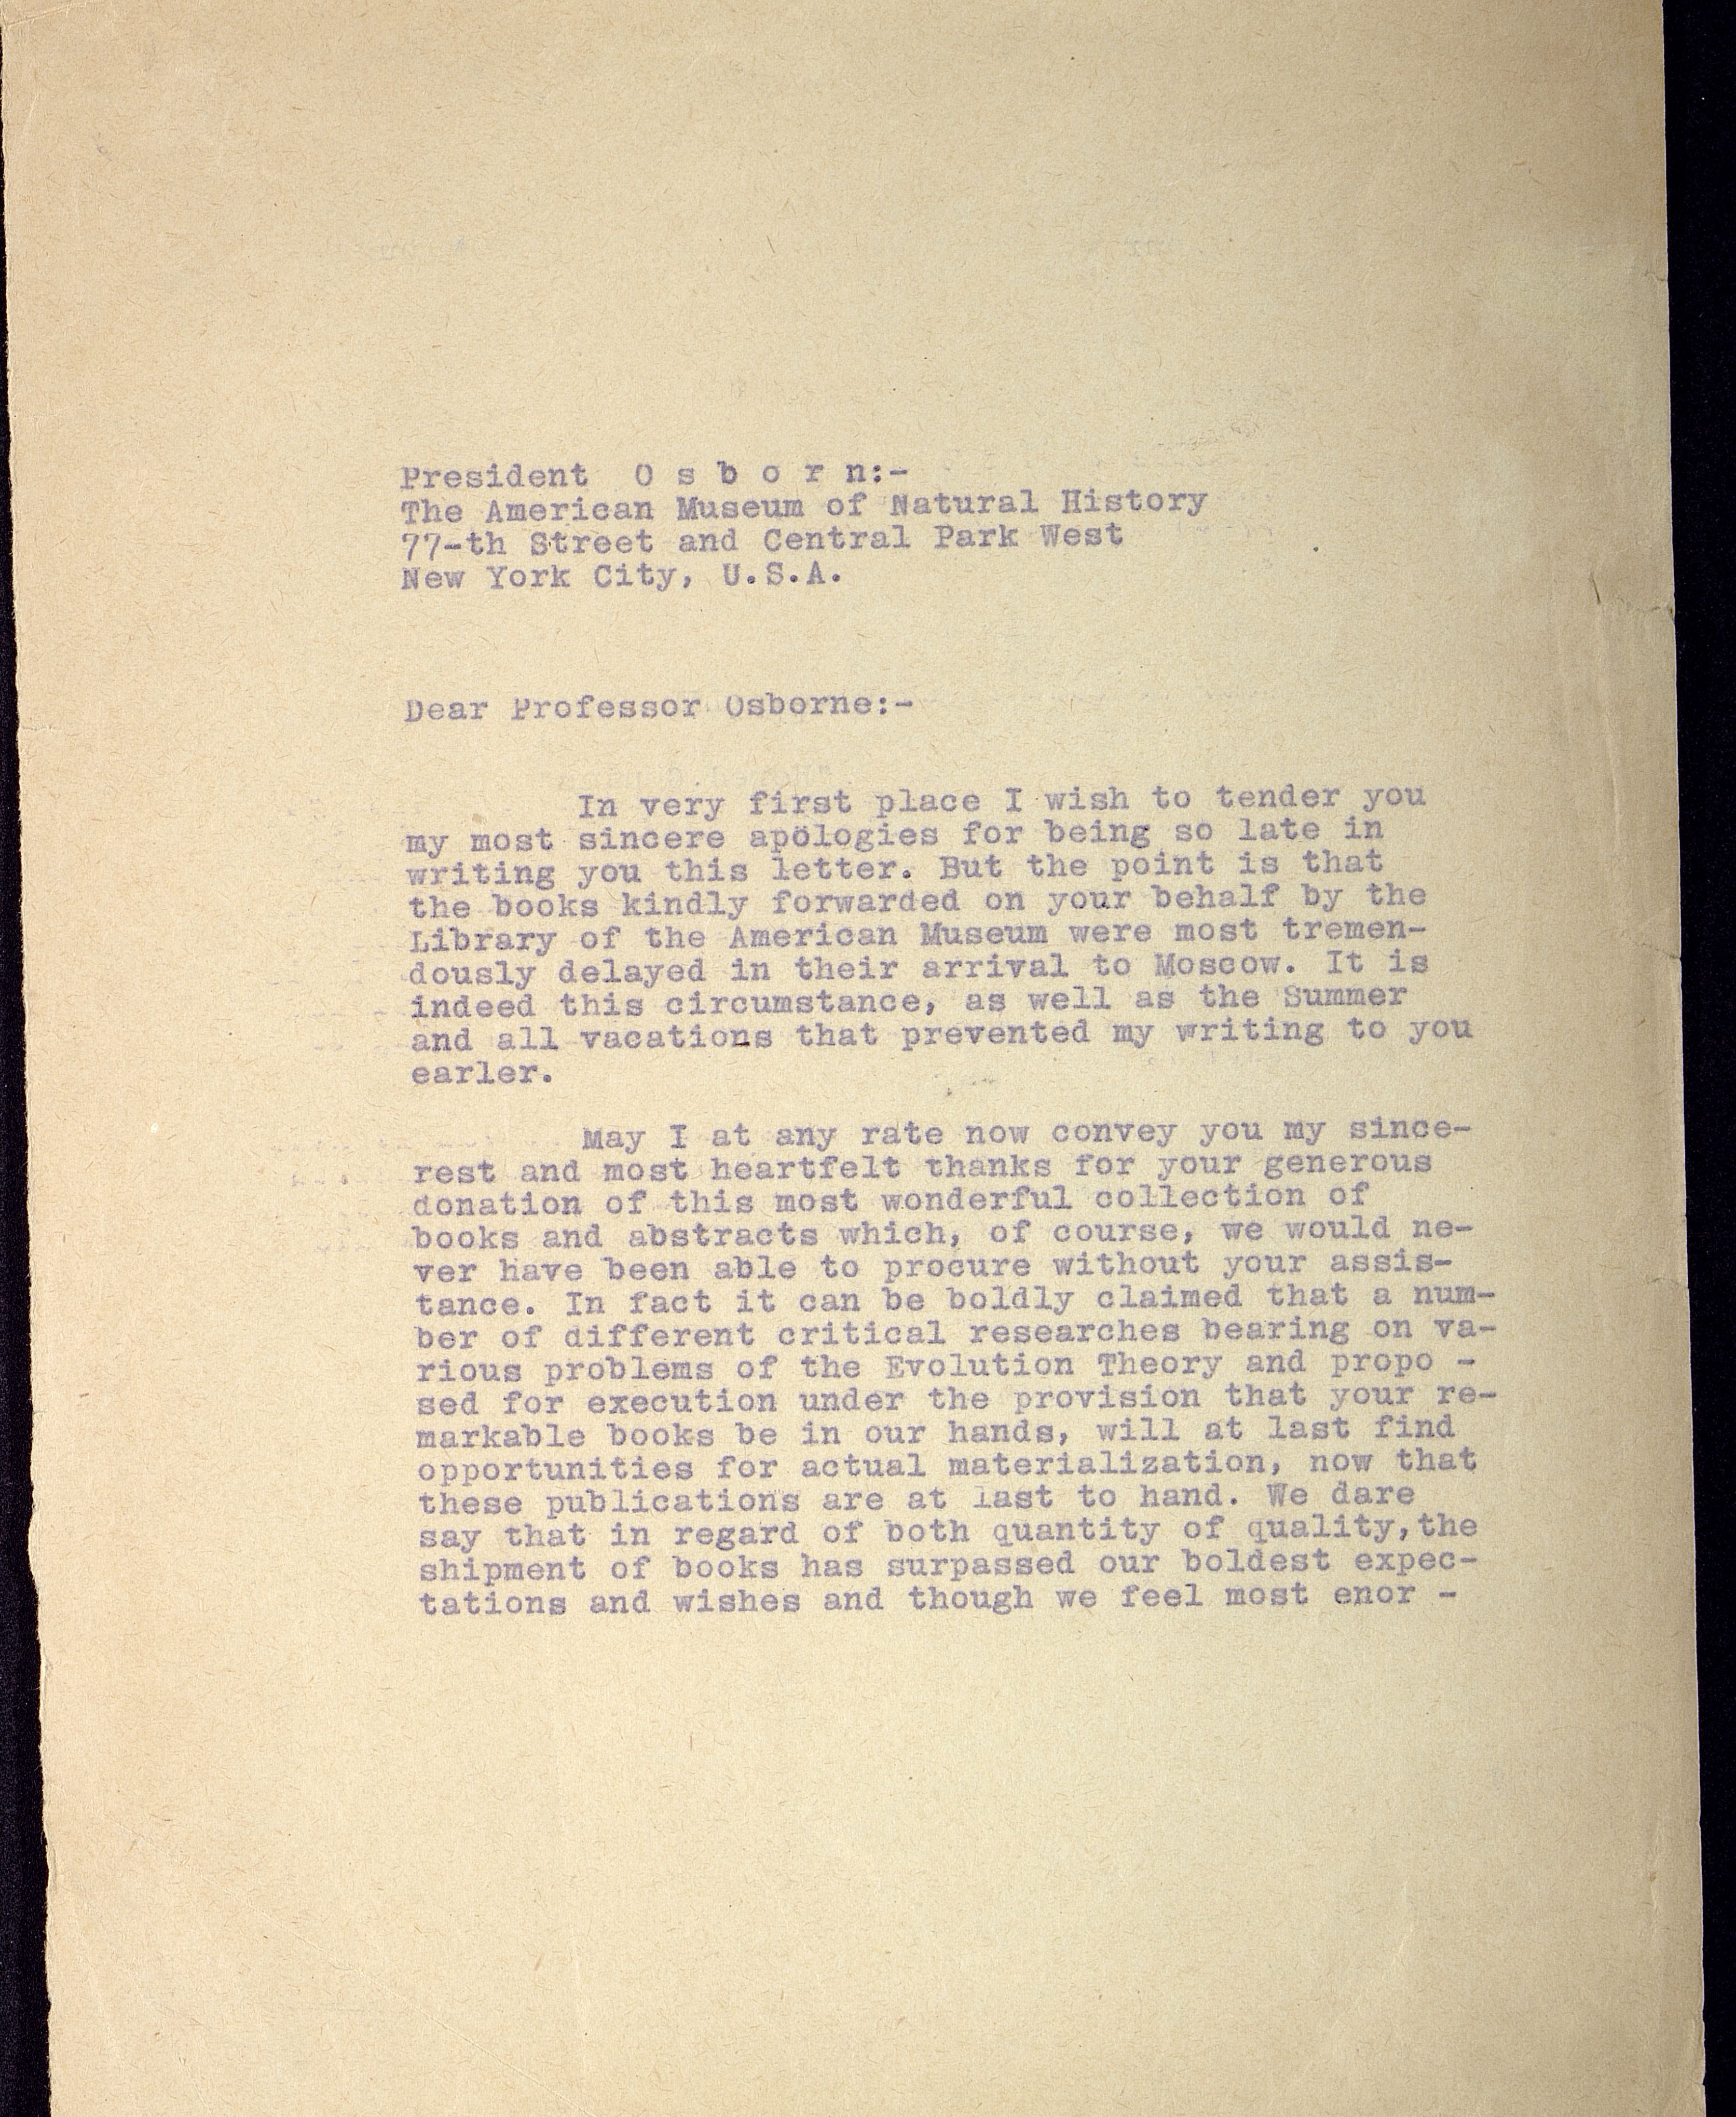 President O s b o r n:-
The American Museum of Natural History
77-th Street and Central Park West
New York City, U.S.A.
Dear Professor Osborne:-
In very first place I wish to tender you
my most sincere apölogies for being so late in
writing you this letter. But the point is that
the books kindly forwarded on your behalf by the
Library of the American Museum were most tremen-
dously delayed in their arrival to Moscow. It is
indeed this circumstance, as well as the Summer
and all vacations that prevented my writing to you
earler.
May I at any rate now convey you my since-
rest and most heartfelt thanks for your generous
donation of this most wonderful collection of
books and abstracts which, of course, we would ne-
ver have been able to procure without your assis-
tance. In fact it can be boldly claimed that a num-
ber of different critical researches bearing on va-
rious problems of the Evolution Theory and propo -
sed for execution under the provision that your re-
markable books be in our hands, will at last find
opportunities for actual materialization, now that
these publications are at last to hand. We dare
say that in regard of both quantity of quality,the
shipment of books has surpassed our boldest expec-
tations and wishes and though we feel most enor -